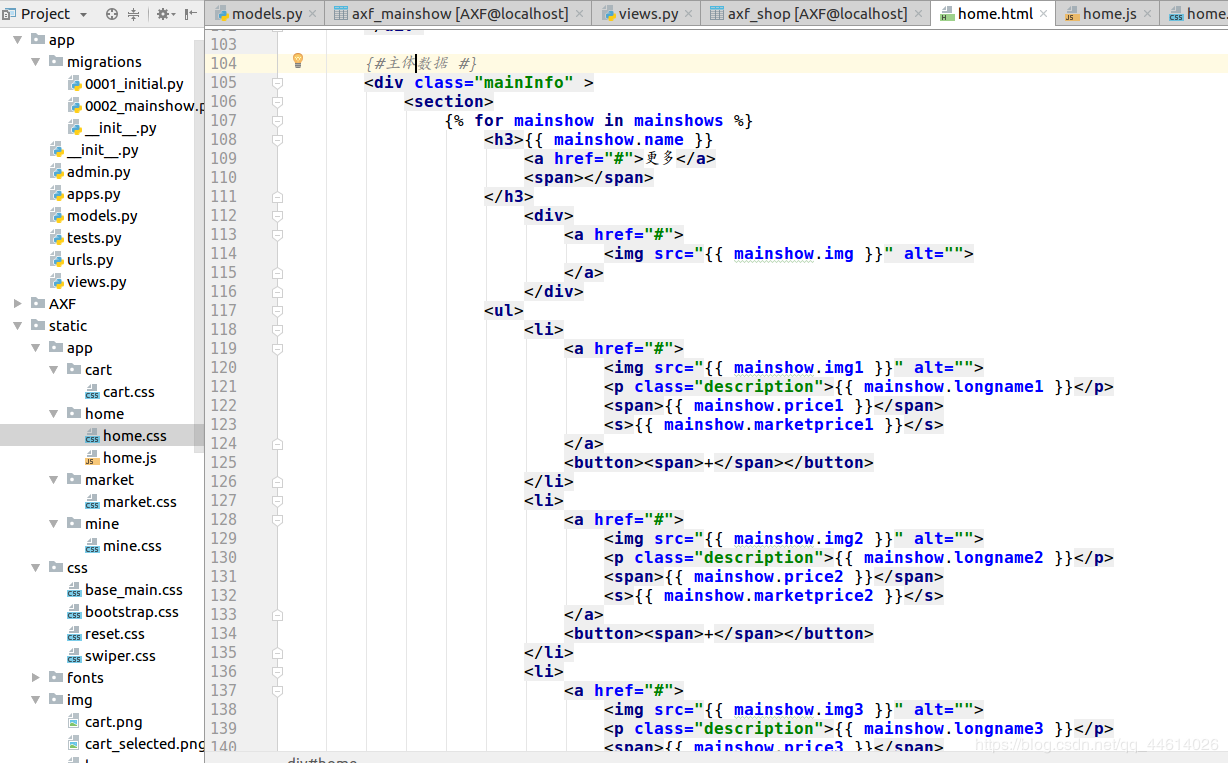 Project
models.py
axf_mainshow [AXF@localhost]
views.py
axf_shop [AXF@localhost]
home.html
home.js
home.
app
migrations
0001_initial.py
0002_mainshow.p
__init__.py
__init__.py
admin.py
apps.py
models.py
tests.py
urls.py
views.py
AXF
static
app
cart
cart.css
home
home.css
home.js
market
market.css
mine
mine.css
css
base_main.css
bootstrap.css
reset.css
swiper.css
fonts
img
cart.png
cart_selected.png
103
104 {#主体数据 #}
105 <div class="mainInfo" >
106 <section>
107 {% for mainshow in mainshows %}
108 <h3>{{ mainshow.name }}
109 <a href="#">更多</a>
110 <span></span>
111 </h3>
112 <div>
113 <a href="#">
114 <img src="{{ mainshow.img }}" alt="">
115 </a>
116 </div>
117 <ul>
118 <li>
119 <a href="#">
120 <img src="{{ mainshow.img1 }}" alt="">
121 <p class="description">{{ mainshow.longname1 }}</p>
122 <span>{{ mainshow.price1 }}</span>
123 <s>{{ mainshow.marketprice1 }}</s>
124 </a>
125 <button><span>+</span></button>
126 </li>
127 <li>
128 <a href="#">
129 <img src="{{ mainshow.img2 }}" alt="">
130 <p class="description">{{ mainshow.longname2 }}</p>
131 <span>{{ mainshow.price2 }}</span>
132 <s>{{ mainshow.marketprice2 }}</s>
133 </a>
134 <button><span>+</span></button>
135 </li>
136 <li>
137 <a href="#">
138 <img src="{{ mainshow.img3 }}" alt="">
139 <p class="description">{{ mainshow.longname3 }}</p>
140 <span>{{ mainshow.price3 }}</span>
https://blog.csdn.net/qq_44614026
div#home